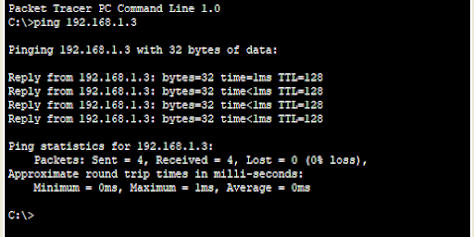 Packet Tracer PC Command Line 1.0
C:\>ping 192.168.1.3
Pinging 192.168.1.3 with 32 bytes of data:
Reply from 192.168.1.3: bytes=32 time=1ms TTL=128
Reply from 192.168.1.3: bytes=32 time<1ms TTL=128
Reply from 192.168.1.3: bytes=32 time<1ms TTL=128
Reply from 192.168.1.3: bytes=32 time<1ms TTL=128
Ping statistics for 192.168.1.3:
Packets: Sent = 4, Received = 4, Lost = 0 (0% loss),
Approximate round trip times in milli-seconds:
Minimum = 0ms, Maximum = 1ms, Average = 0ms
C:\>